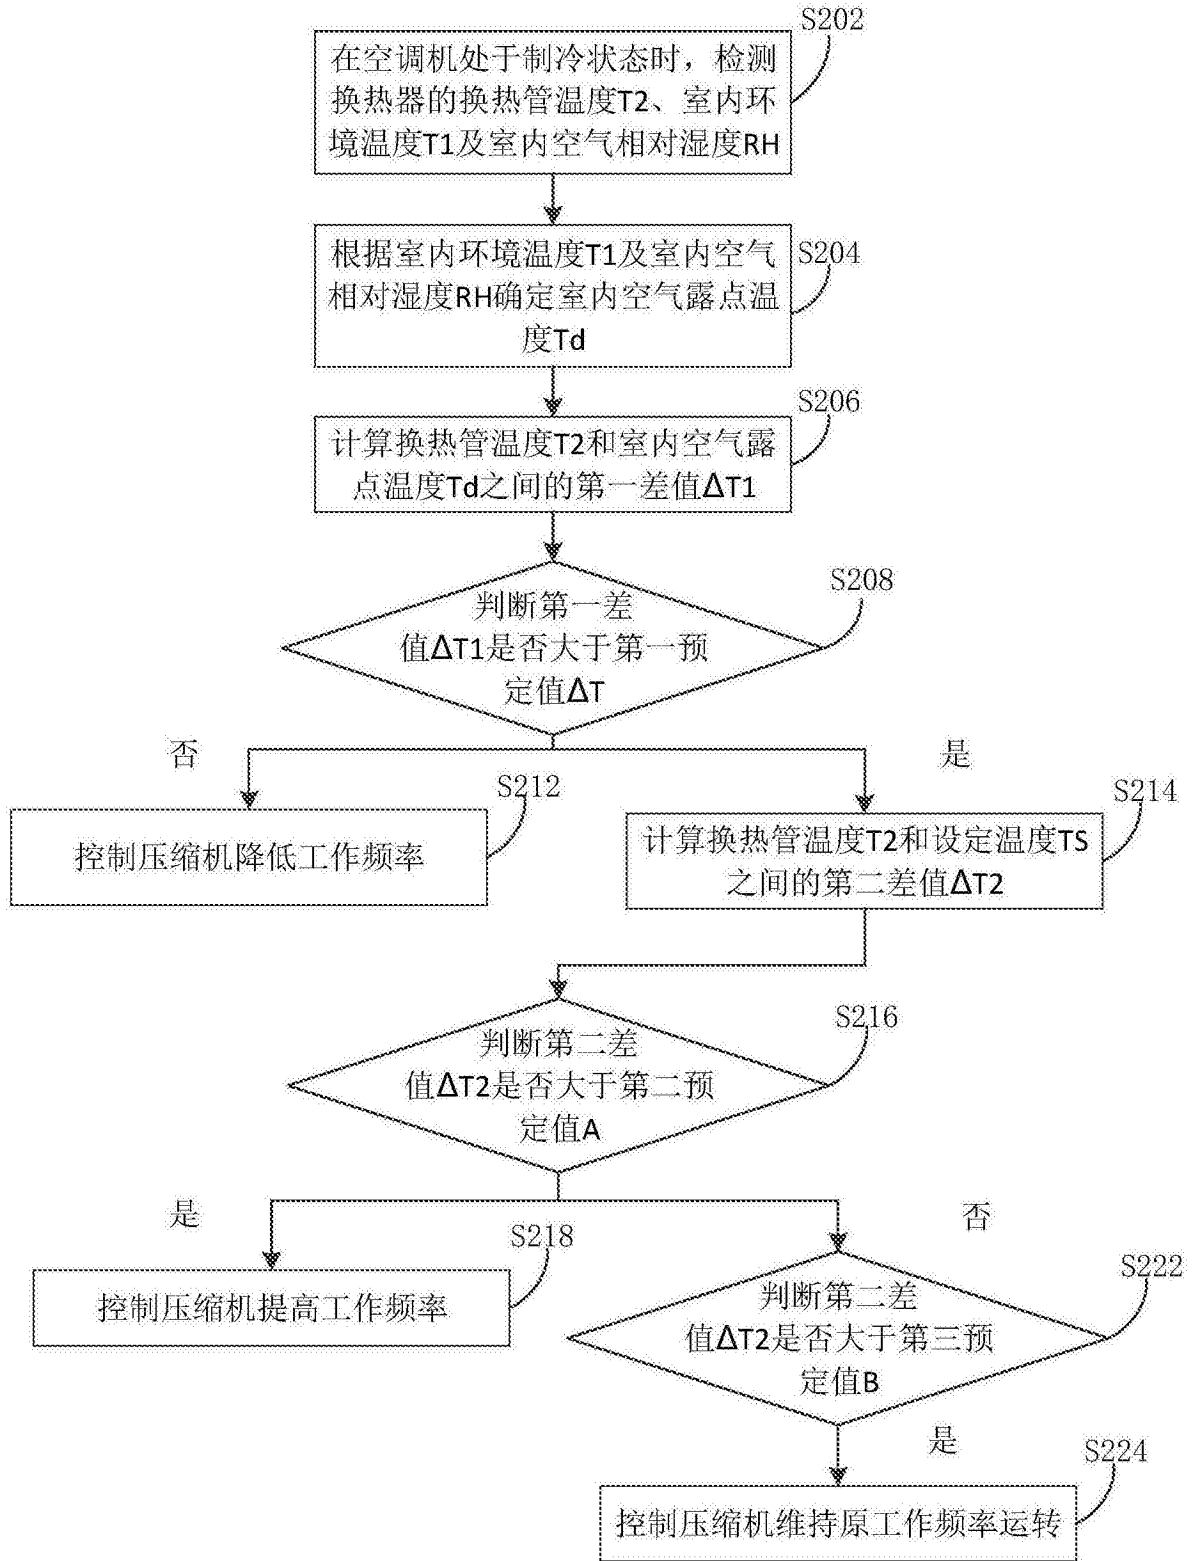 S202
在空调机处于制冷状态时，检测
换热器的换热管温度T2、室内环
境温度T1及室内空气相对湿度RH
S204
根据室内环境温度T1及室内空气
相对湿度RH确定室内空气露点温
度Td
S206
计算换热管温度T2和室内空气露
点温度Td之间的第一差值ΔT1
S208
判断第一差
值ΔT1是否大于第一预
定值ΔT
否
是
S212
控制压缩机降低工作频率
S214
计算换热管温度T2和设定温度TS
之间的第二差值ΔT2
S216
判断第二差
值ΔT2是否大于第二预
定值A
是
否
S218
控制压缩机提高工作频率
S222
判断第二差
值ΔT2是否大于第三预
定值B
是
S224
控制压缩机维持原工作频率运转